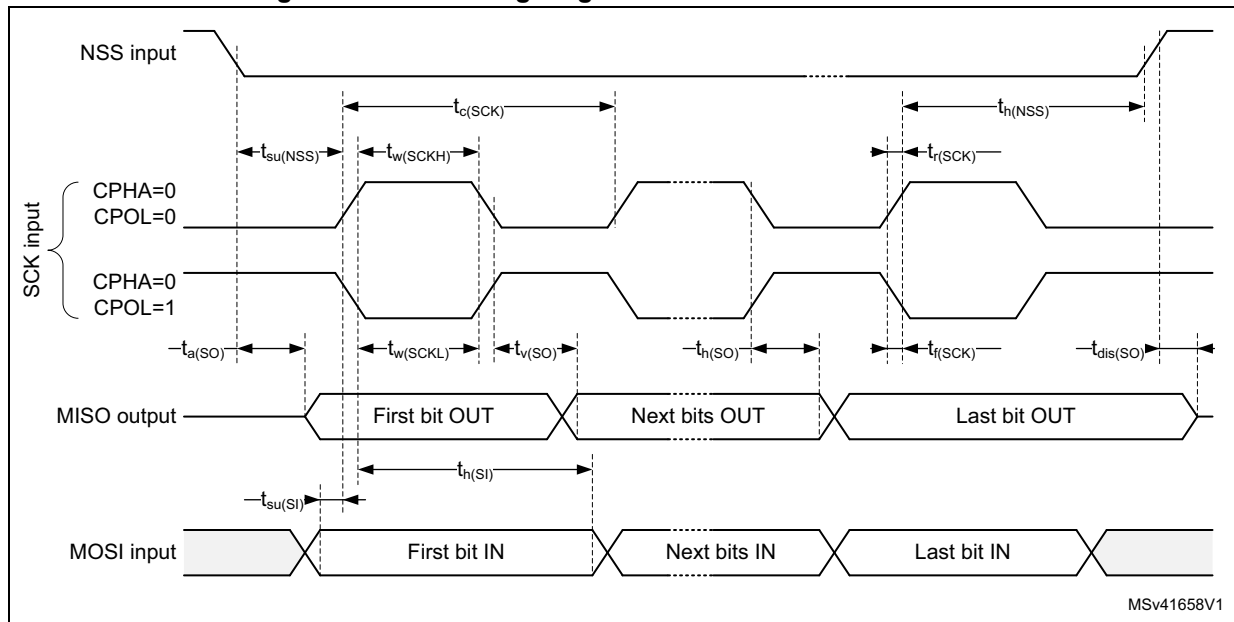 NSS input
tc(SCK)
th(NSS)
tsu(NSS)
tw(SCKH)
tr(SCK)
SCK input
CPHA=0
CPOL=0
CPHA=0
CPOL=1
ta(SO)
tw(SCKL)
tv(SO)
th(SO)
tf(SCK)
tdis(SO)
MISO output
First bit OUT
Next bits OUT
Last bit OUT
th(SI)
tsu(SI)
MOSI input
First bit IN
Next bits IN
Last bit IN
MSv41658V1